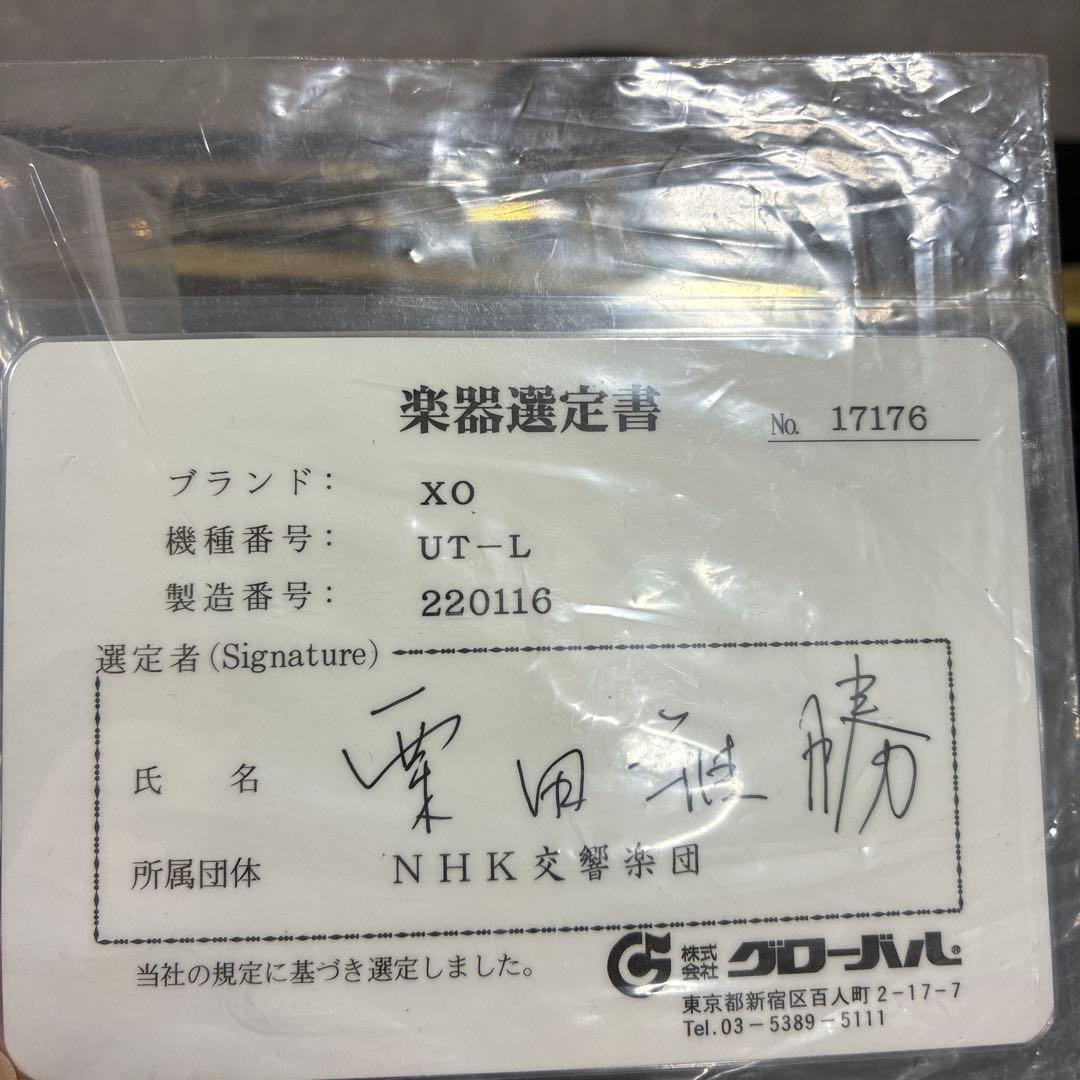 楽器選定書
No. 17176
ブランド： XO
機種番号： UT－L
製造番号： 220116
選定者(Signature)
氏 名 栗田雅勝
所属団体 NHK交響楽団
当社の規定に基づき選定しました。
株式会社 グローバル®
東京都新宿区百人町2-17-7
Tel.03－5389－5111